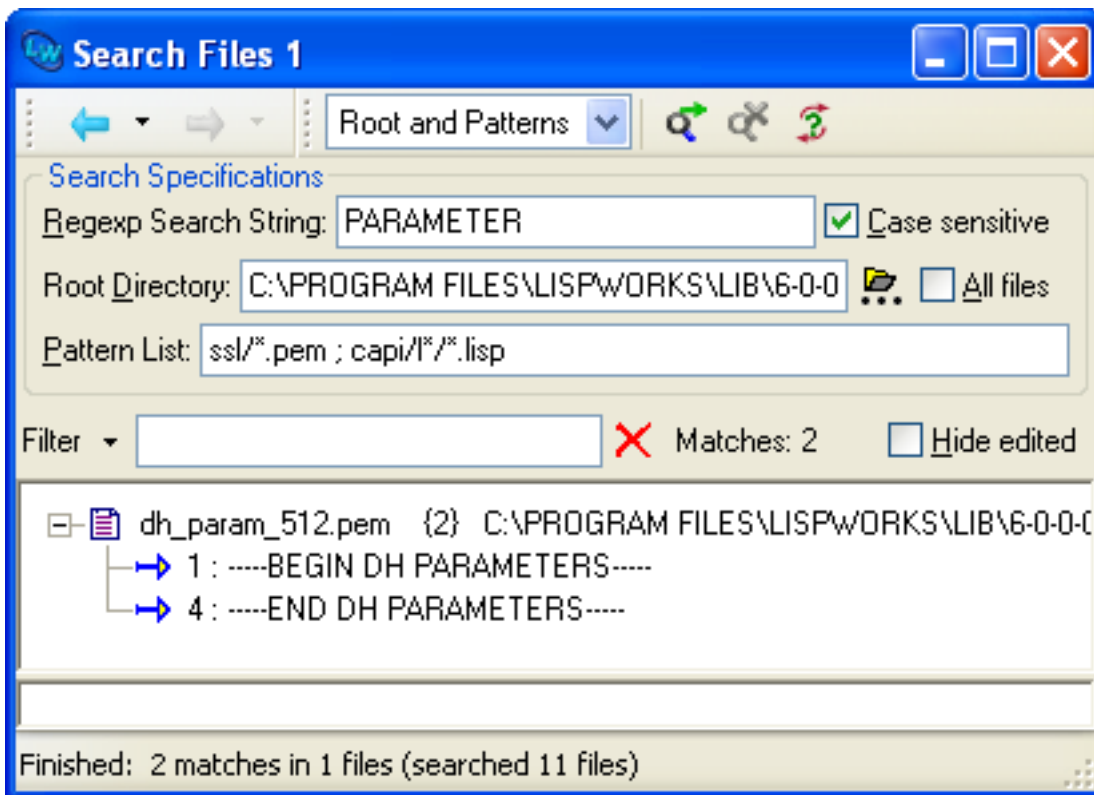 LW Search Files 1
Root and Patterns
Search Specifications
Regexp Search String: PARAMETER Case sensitive
Root Directory: C:\PROGRAM FILES\LISPWORKS\LIB\6-0-0 All files
Pattern List: ssl/*.pem ; capi/l*/*.lisp
Filter Matches: 2 Hide edited
dh_param_512.pem {2} C:\PROGRAM FILES\LISPWORKS\LIB\6-0-0-0
1 : -----BEGIN DH PARAMETERS-----
4 : -----END DH PARAMETERS-----
Finished: 2 matches in 1 files (searched 11 files)